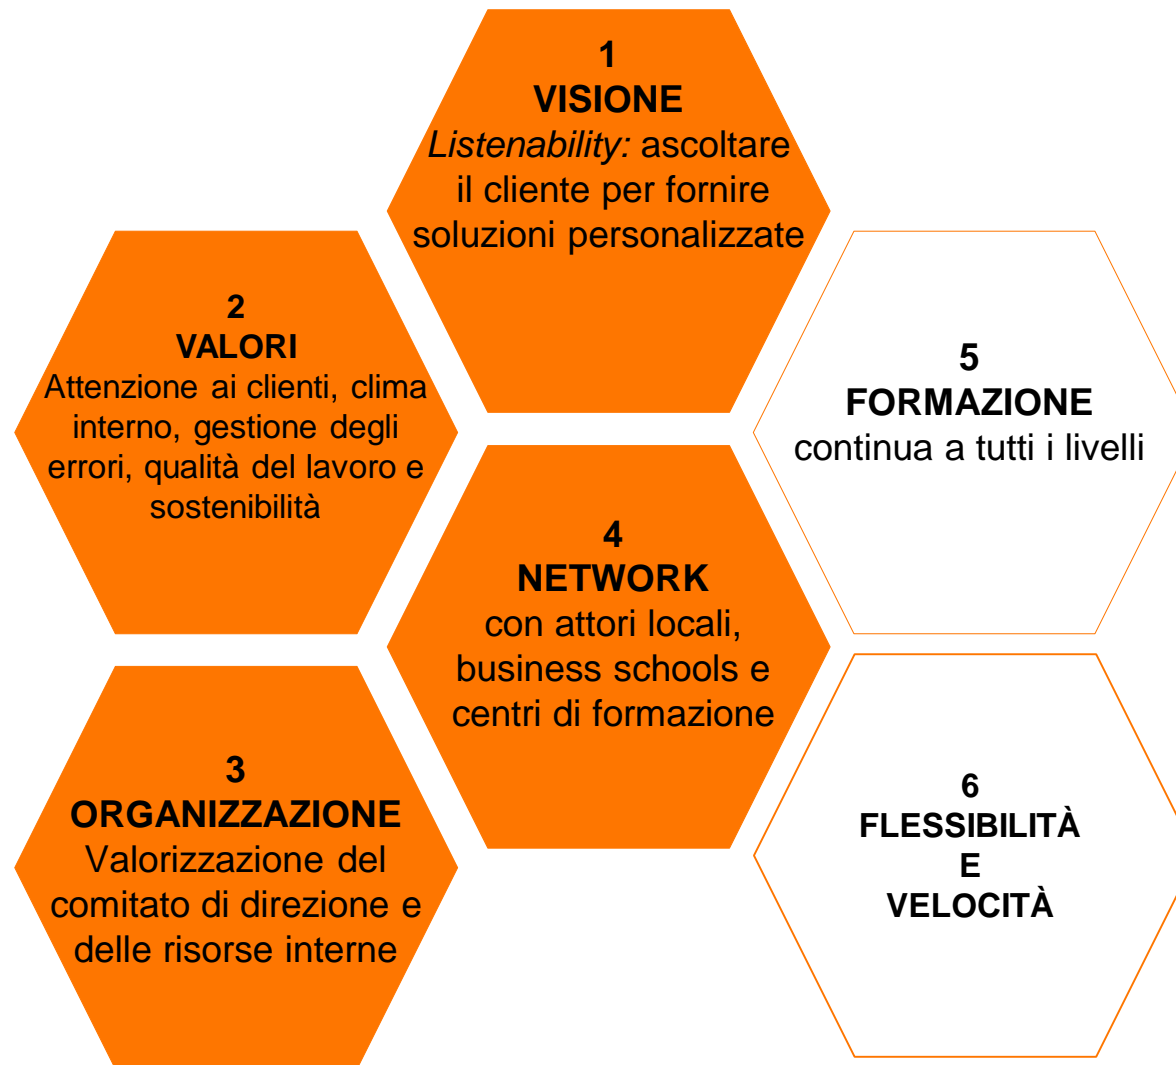 1
VISIONE
Listenability: ascoltare
il cliente per fornire
soluzioni personalizzate
2
VALORI
Attenzione ai clienti, clima
interno, gestione degli
errori, qualità del lavoro e
sostenibilità
3
ORGANIZZAZIONE
Valorizzazione del
comitato di direzione e
delle risorse interne
4
NETWORK
con attori locali,
business schools e
centri di formazione
5
FORMAZIONE
continua a tutti i livelli
6
FLESSIBILITÀ
E
VELOCITÀ